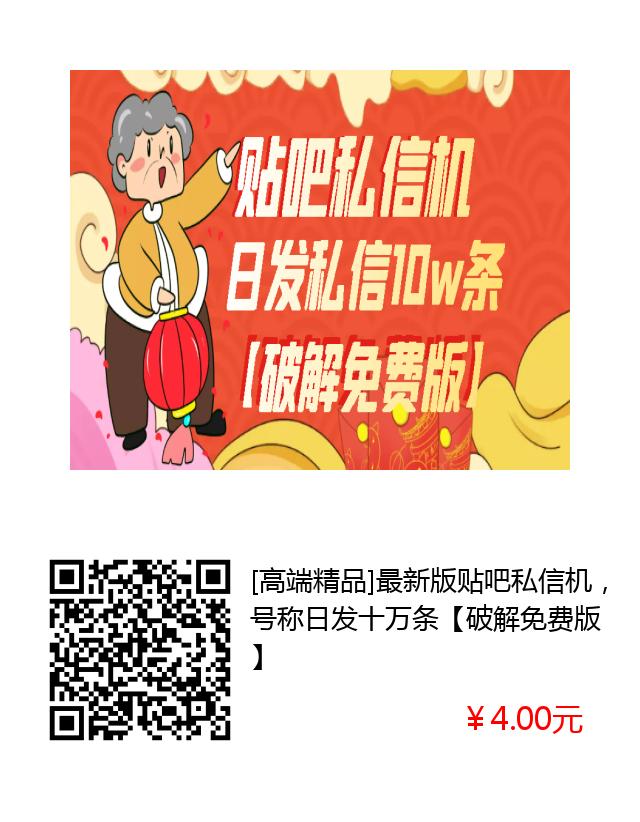 贴吧私信机
日发私信10w条
【破解免费版】
[高端精品]最新版贴吧私信机，
号称日发十万条【破解免费版
】
￥4.00元